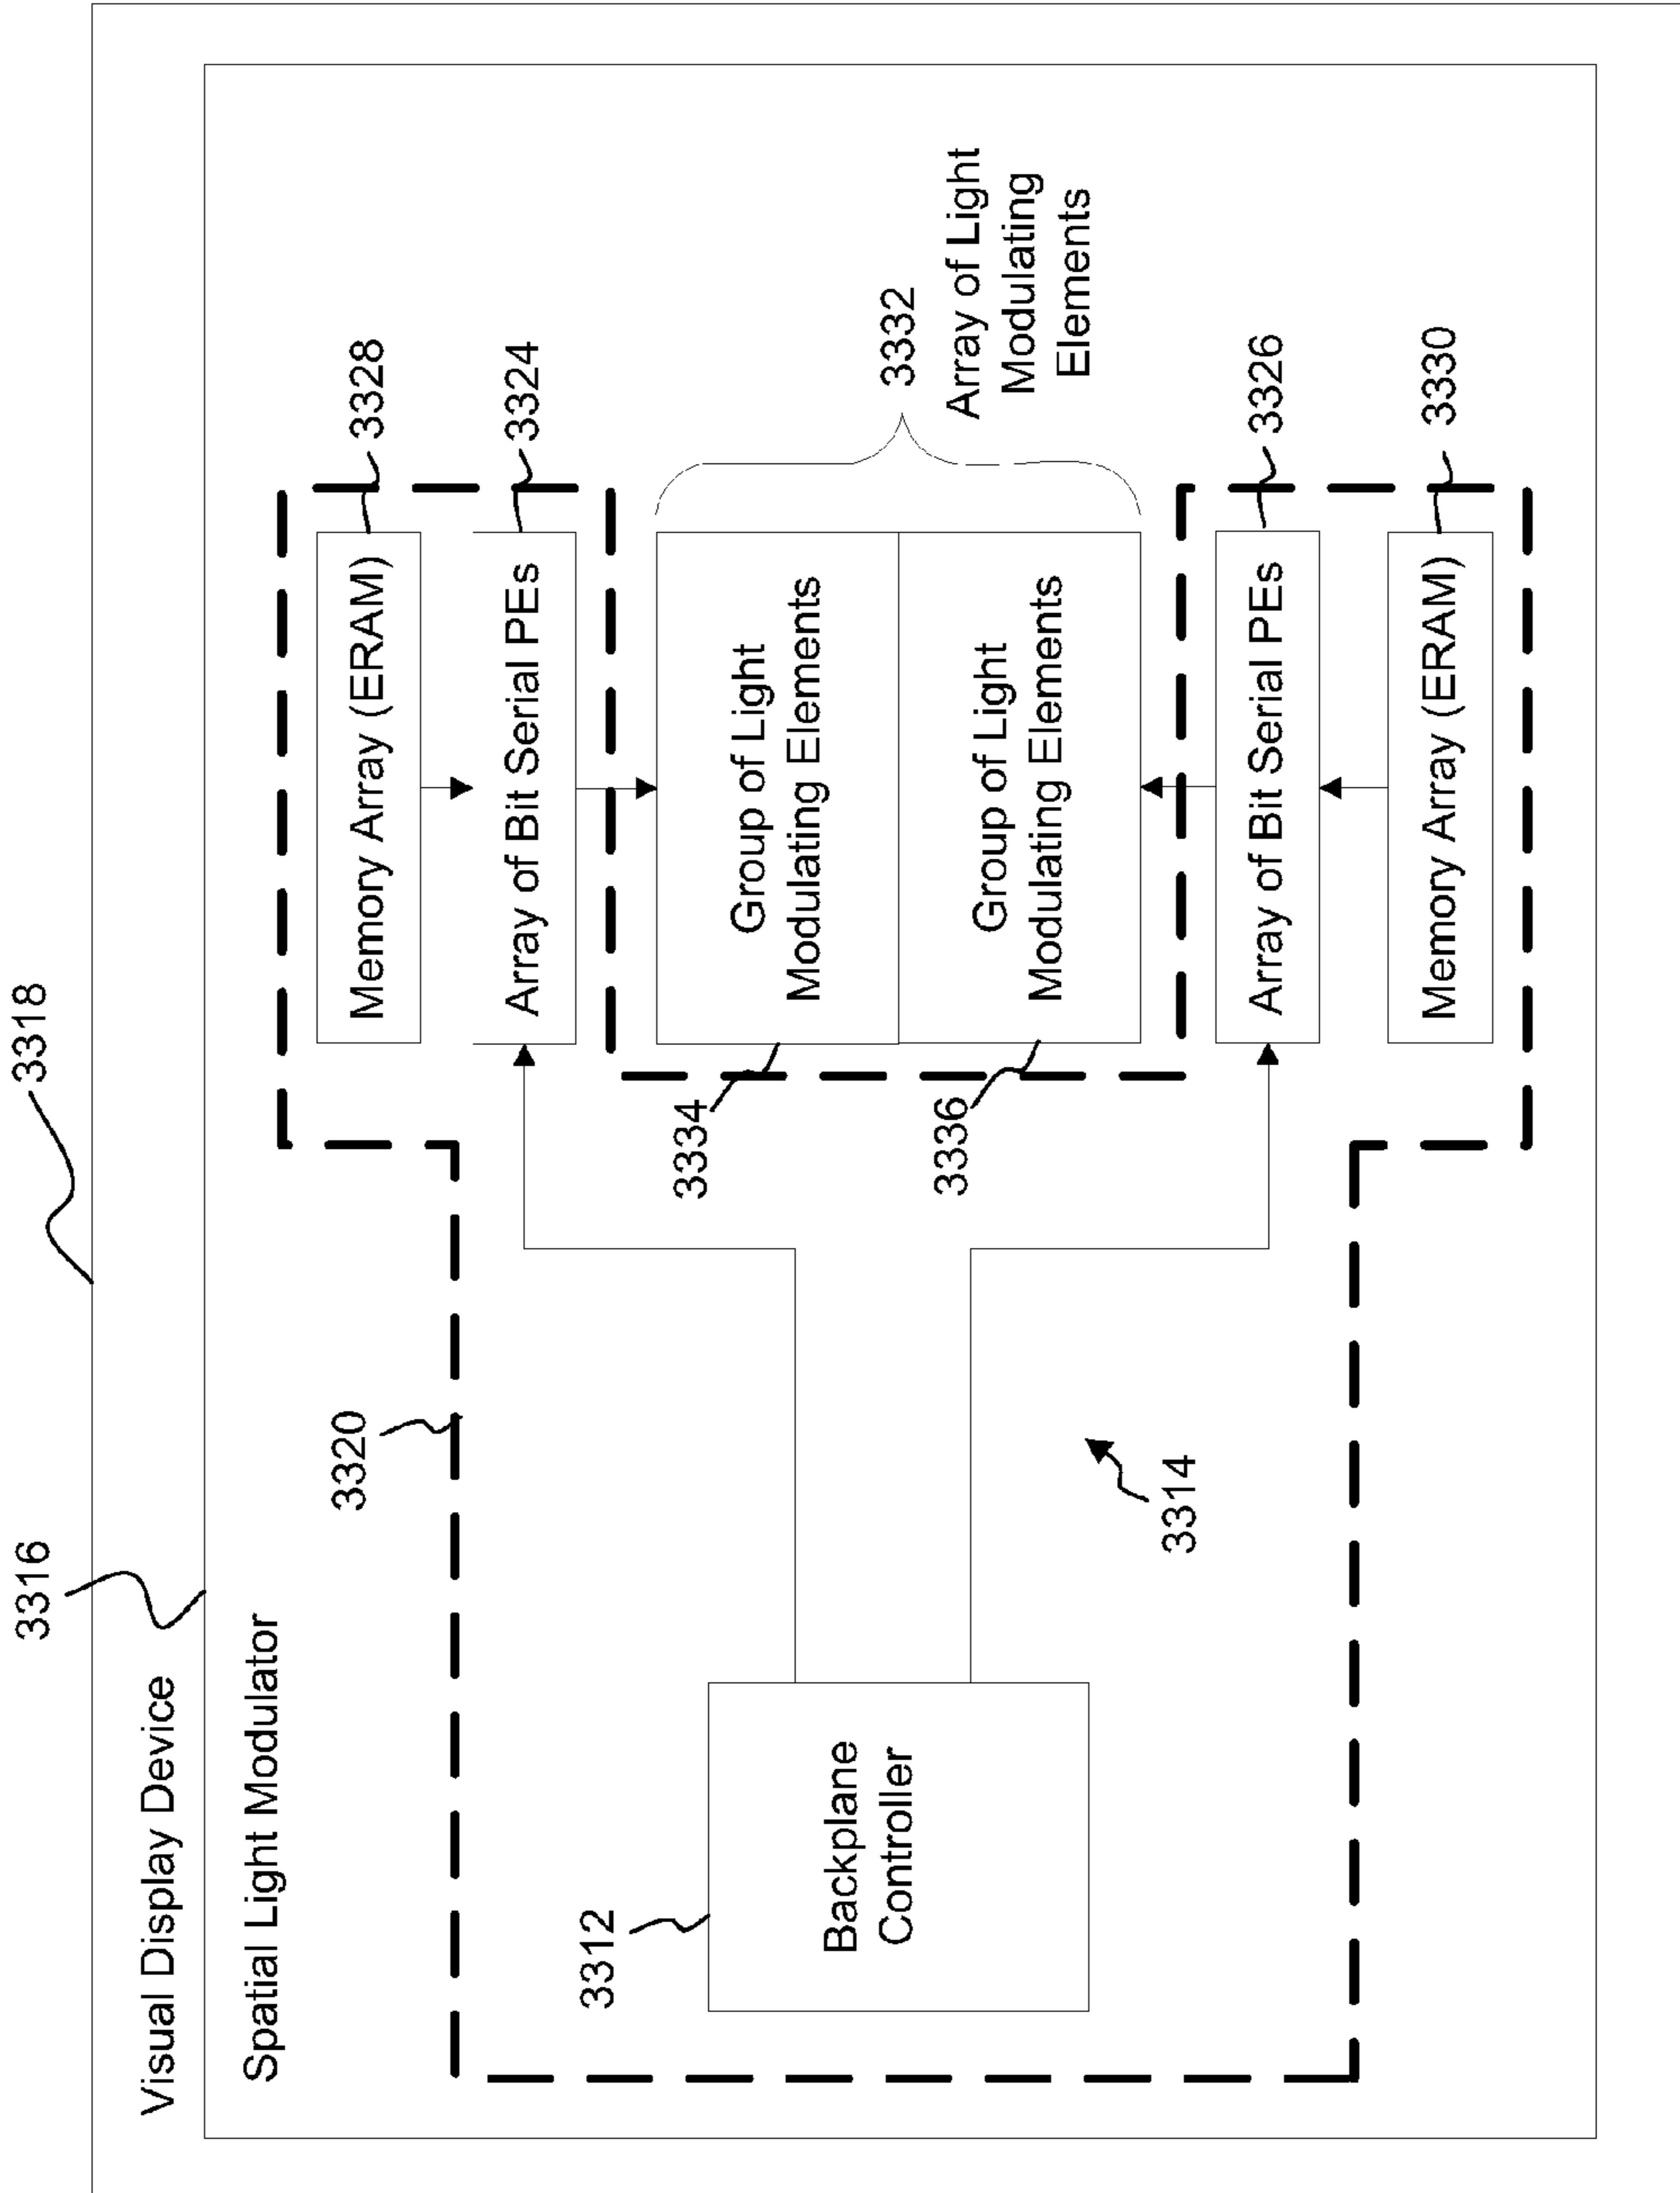 3318
3316
Visual Display Device
Spatial Light Modulator
3320
Memory Array (ERAM)
3328
Array of Bit Serial PEs
3324
3312
Backplane
Controller
3334
Group of Light
Modulating Elements
3336
Group of Light
Modulating Elements
3332
Array of Light
Modulating
Elements
3314
Array of Bit Serial PEs
3326
Memory Array (ERAM)
3330